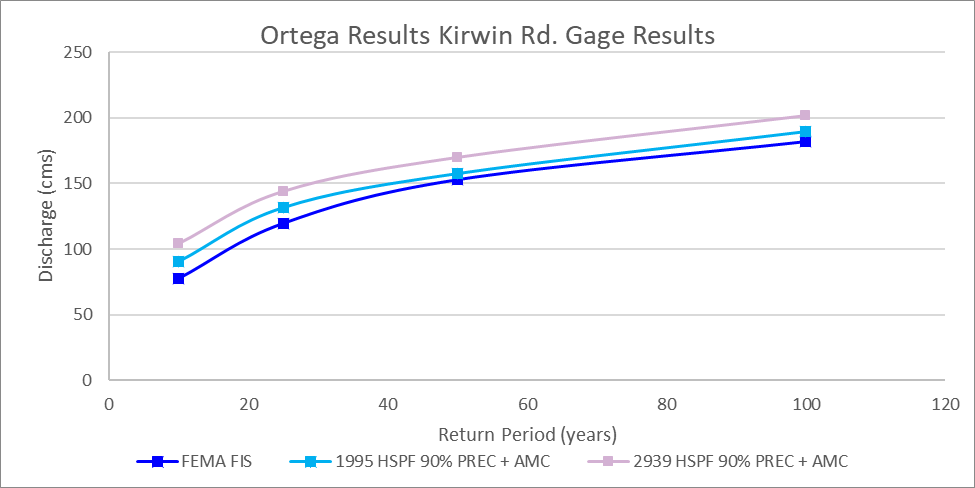 Ortega Results Kirwin Rd. Gage Results
250
200
150
100
50
0
Discharge (cms)
0 20 40 60 80 100 120
Return Period (years)
FEMA FIS 1995 HSPF 90% PREC + AMC 2939 HSPF 90% PREC + AMC